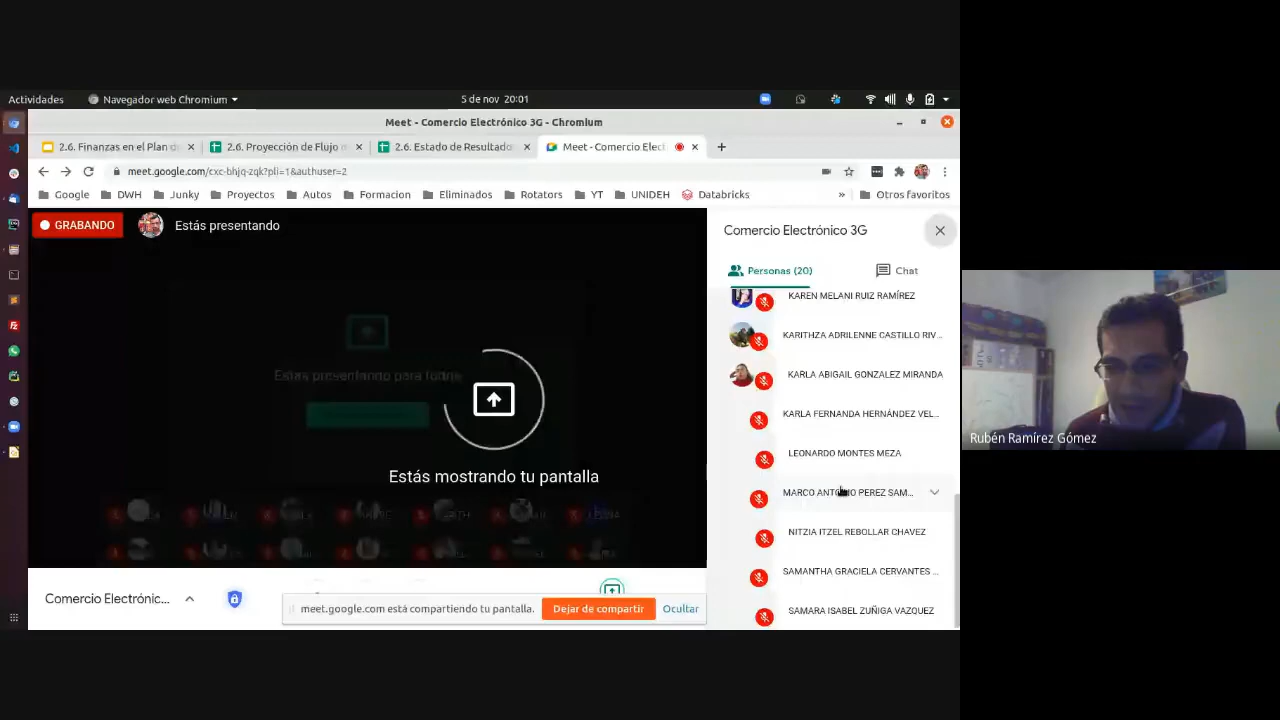 Actividades
Navegador web Chromium
5 de nov 20:01
Meet - Comercio Electrónico 3G - Chromium
2.6. Finanzas en el Plan d
2.6. Proyección de Flujo
2.6. Estado de Resultado
Meet - Comercio Elect
meet.google.com/cxc-bhjq-zqk?pli=1&authuser=2
Google
DWH
Junky
Proyectos
Autos
Formacion
Eliminados
Rotators
YT
UNIDEH
Databricks
»
Otros favoritos
GRABANDO
Estás presentando
Comercio Electrónico 3G
Personas (20)
Chat
Estás presentando para todos
Estás mostrando tu pantalla
KAREN MELANI RUIZ RAMÍREZ
KARITHZA ADRILENNE CASTILLO RIV...
KARLA ABIGAIL GONZALEZ MIRANDA
KARLA FERNANDA HERNÁNDEZ VEL...
LEONARDO MONTES MEZA
MARCO ANTONIO PEREZ SAM...
NITZIA ITZEL REBOLLAR CHAVEZ
SAMANTHA GRACIELA CERVANTES ...
SAMARA ISABEL ZUÑIGA VAZQUEZ
Comercio Electrónic...
meet.google.com está compartiendo tu pantalla.
Dejar de compartir
Ocultar
Rubén Ramírez Gómez